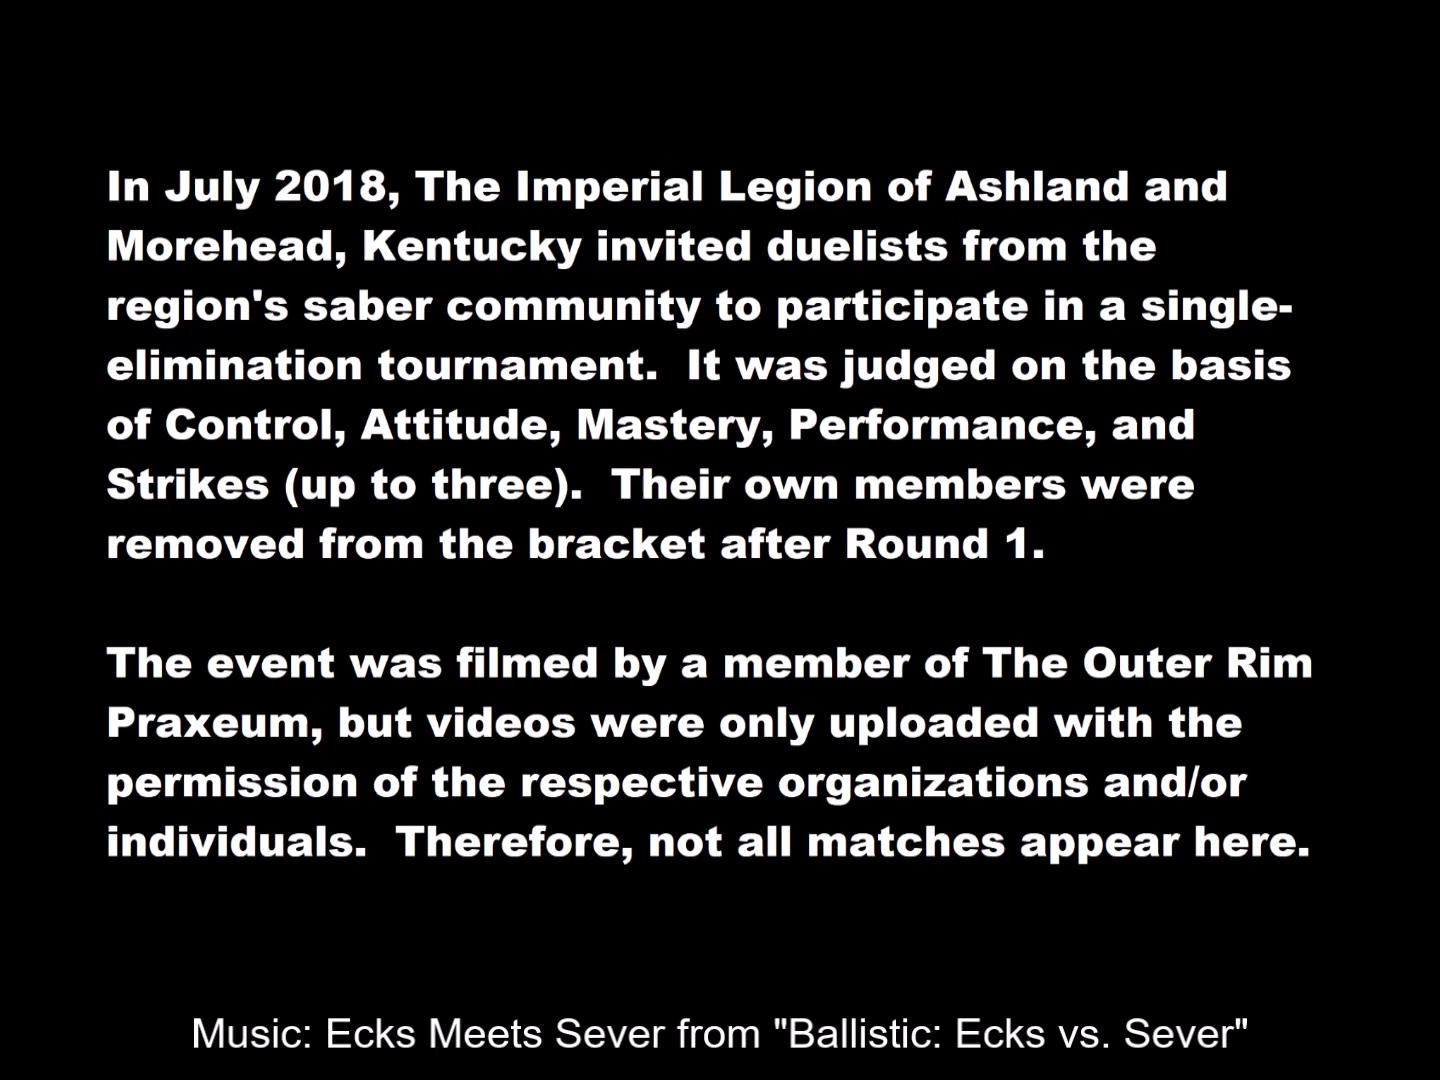 In July 2018, The Imperial Legion of Ashland and
Morehead, Kentucky invited duelists from the
region's saber community to participate in a single-
elimination tournament.  It was judged on the basis
of Control, Attitude, Mastery, Performance, and
Strikes (up to three).  Their own members were
removed from the bracket after Round 1.
The event was filmed by a member of The Outer Rim
Praxeum, but videos were only uploaded with the
permission of the respective organizations and/or
individuals.  Therefore, not all matches appear here.
Music: Ecks Meets Sever from "Ballistic: Ecks vs. Sever"